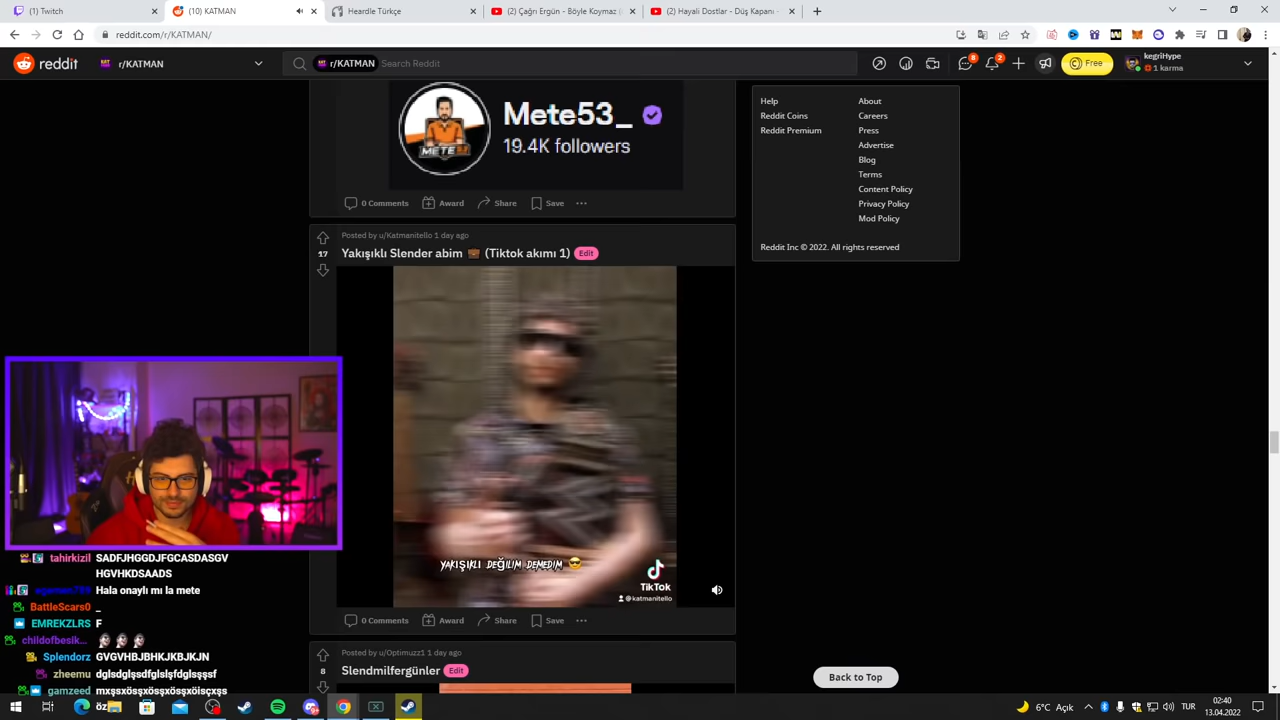 (1) Twitch
(10) KATMAN
Heardle Türkçe
(2) Çağrı Ergün - Böyle Koymaz (
(2) Hayali Dostlar - Düş Kapanı -
reddit.com/r/KATMAN/
reddit
r/KATMAN
r/KATMAN
Search Reddit
8
2
Free
kegriHype
1 karma
Mete53_
19.4K followers
METE53
0 Comments
Award
Share
Save
Help
About
Reddit Coins
Careers
Reddit Premium
Press
Advertise
Blog
Terms
Content Policy
Privacy Policy
Mod Policy
Reddit Inc © 2022. All rights reserved
Posted by u/Katmanitello 1 day ago
17
Yakışıklı Slender abim 💼 (Tiktok akımı 1)
Edit
YAKIŞIKLI DEĞİLİM DEMEDİM 😎
TikTok
@katmanitello
0 Comments
Award
Share
Save
Posted by u/Optimuzz1 1 day ago
8
Slendmilfergünler
Edit
Back to Top
tahirkizil SADFJHGGDJFGCASDASGV
HGVHKDSAADS
Hala onaylı mı la mete
BattleScars0 _
EMREKZLRS F
childofbesik...
Splendorz GVGVHBJBHKJKBJKJN
zheemu dglsdglşsdfglslşfdglsşşsf
gamzeed mxşsxösşxösşxösşxöisçxşs
öz
6°C Açık
TUR
02:40
13.04.2022